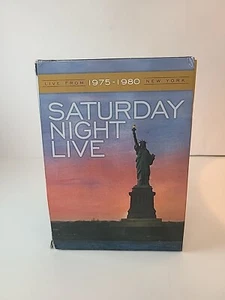 LIVE FROM 1975-1980 NEW YORK
SATURDAY
NIGHT
LIVE